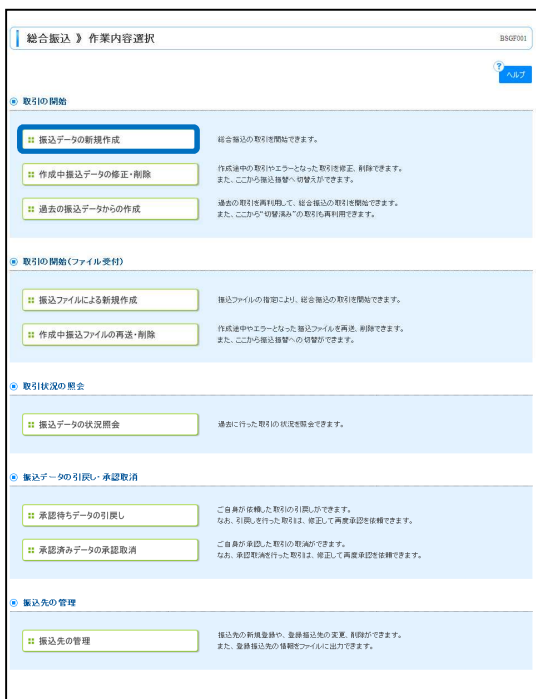 総合振込 》 作業内容選択
BSGF001
?
ヘルプ
取引の開始
振込データの新規作成
総合振込の取引を開始できます。
作成中振込データの修正・削除
作成途中の取引やエラーとなった取引を修正、削除できます。
また、ここから振込振替へ切替えができます。
過去の振込データからの作成
過去の取引を再利用して、総合振込の取引を開始できます。
また、ここから"切替済み"の取引も再利用できます。
取引の開始(ファイル受付)
振込ファイルによる新規作成
振込ファイルの指定により、総合振込の取引を開始できます。
作成中振込ファイルの再送・削除
作成途中やエラーとなった振込ファイルを再送、削除できます。
また、ここから振込振替への切替ができます。
取引状況の照会
振込データの状況照会
過去に行った取引の状況を照会できます。
振込データの引戻し・承認取消
承認待ちデータの引戻し
ご自身が依頼した取引の引戻しができます。
なお、引戻しを行った取引は、修正して再度承認を依頼できます。
承認済みデータの承認取消
ご自身が承認した取引の取消ができます。
なお、承認取消を行った取引は、修正して再度承認を依頼できます。
振込先の管理
振込先の管理
振込先の新規登録や、登録振込先の変更、削除ができます。
また、登録振込先の情報をファイルに出力できます。